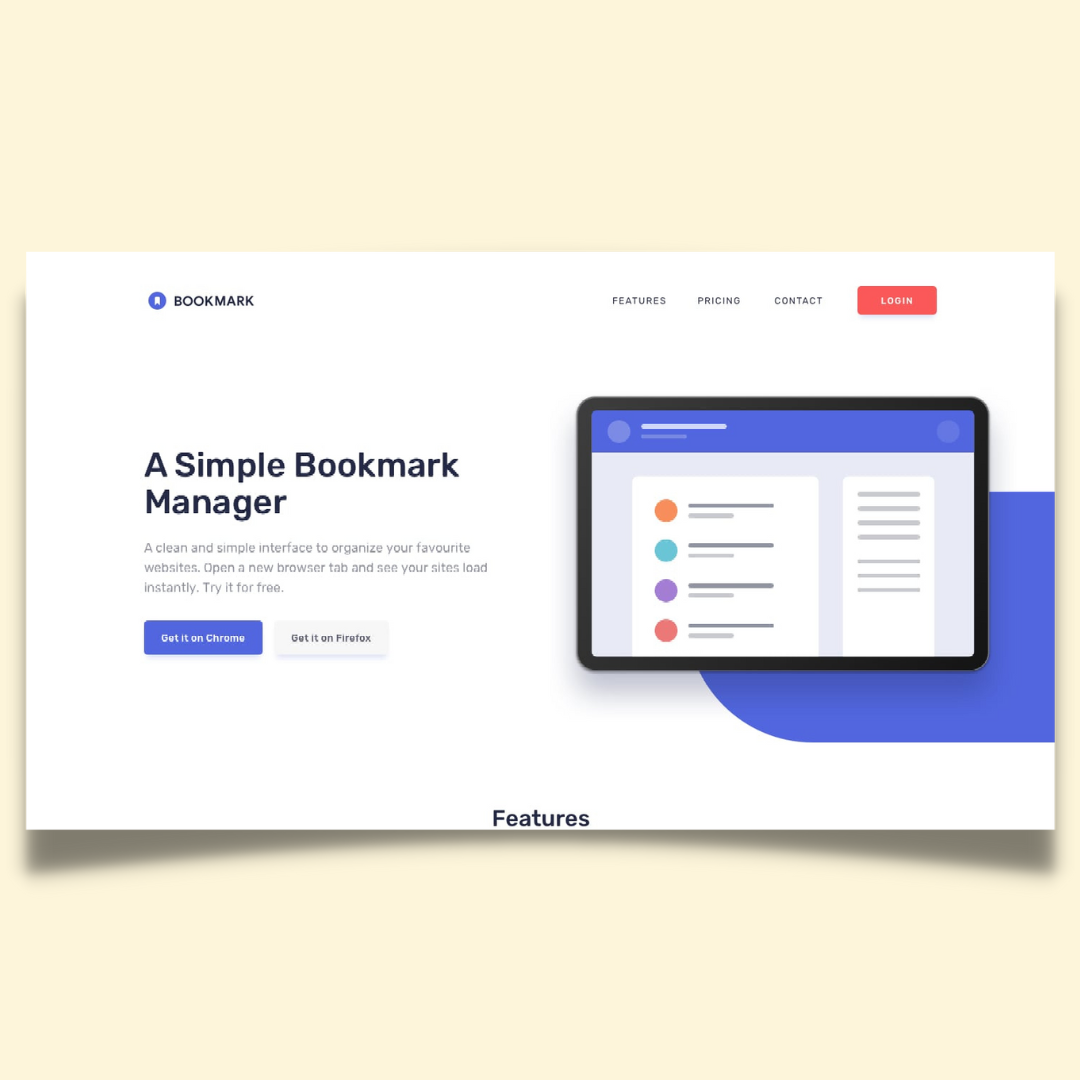 BOOKMARK
FEATURES PRICING CONTACT LOGIN
A Simple Bookmark
Manager
A clean and simple interface to organize your favourite
websites. Open a new browser tab and see your sites load
instantly. Try it for free.
Get it on Chrome Get it on Firefox
Features